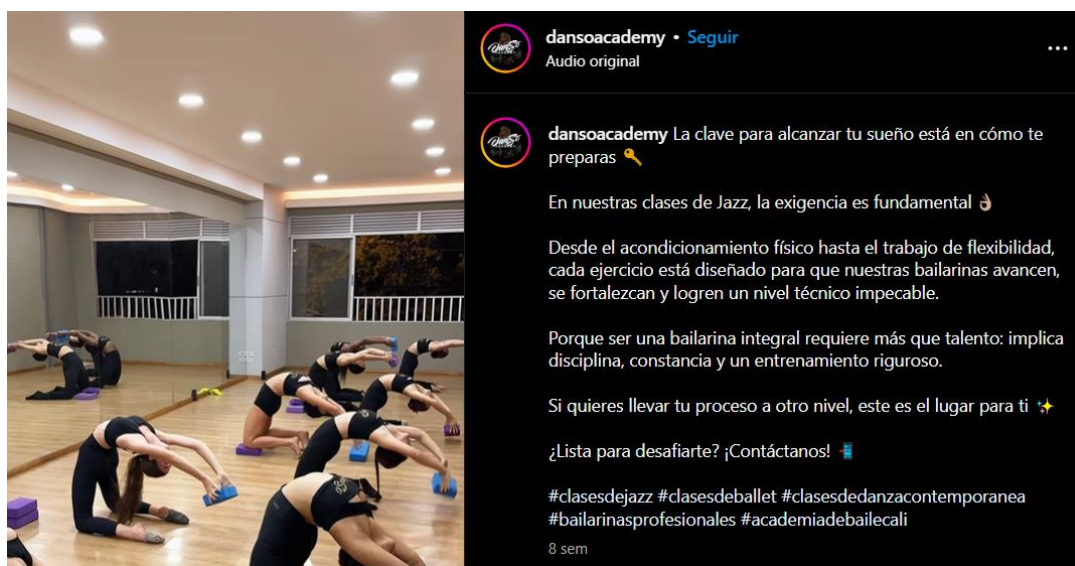 dansoacademy • Seguir
Audio original
dansoacademy La clave para alcanzar tu sueño está en cómo te
preparas 🔑
En nuestras clases de Jazz, la exigencia es fundamental 👌🏼
Desde el acondicionamiento físico hasta el trabajo de flexibilidad,
cada ejercicio está diseñado para que nuestras bailarinas avancen,
se fortalezcan y logren un nivel técnico impecable.
Porque ser una bailarina integral requiere más que talento: implica
disciplina, constancia y un entrenamiento riguroso.
Si quieres llevar tu proceso a otro nivel, este es el lugar para ti ✨
¿Lista para desafiarte? ¡Contáctanos! 📲
#clasesdejazz #clasesdeballet #clasesdedanzacontemporanea
#bailarinasprofesionales #academiadebailecali
8 sem